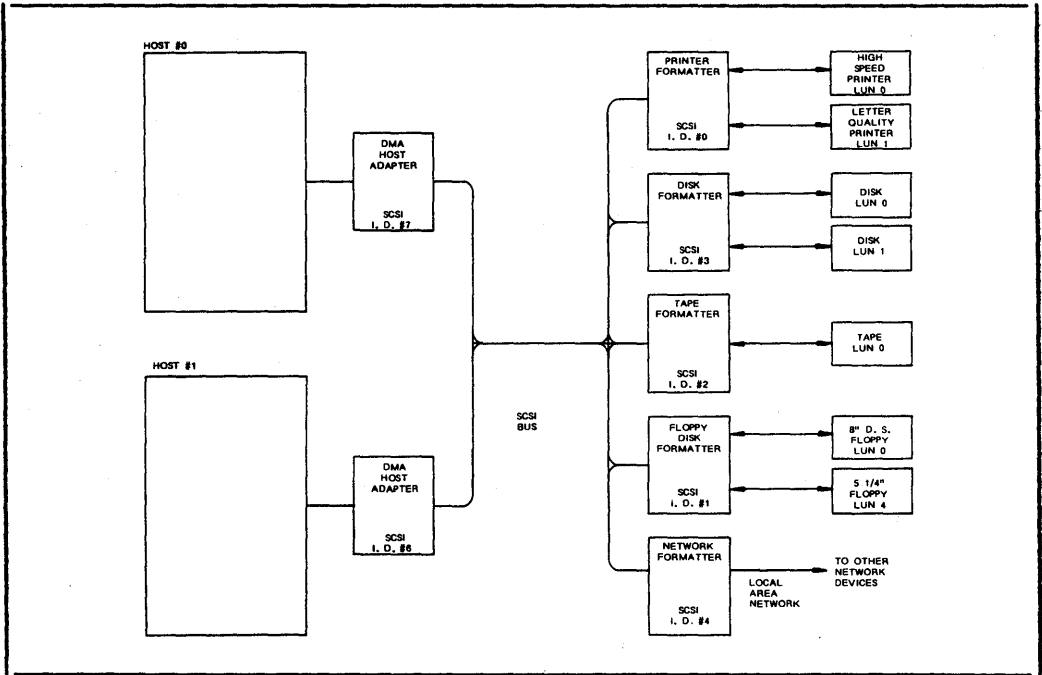 HOST #0
DMA
HOST
ADAPTER
SCSI
I. D. #7
HOST #1
DMA
HOST
ADAPTER
SCSI
I. D. #6
SCSI
BUS
PRINTER
FORMATTER
SCSI
I. D. #0
HIGH
SPEED
PRINTER
LUN 0
LETTER
QUALITY
PRINTER
LUN 1
DISK
FORMATTER
SCSI
I. D. #3
DISK
LUN 0
DISK
LUN 1
TAPE
FORMATTER
SCSI
I. D. #2
TAPE
LUN 0
FLOPPY
DISK
FORMATTER
SCSI
I. D. #1
8" D. S.
FLOPPY
LUN 0
5 1/4"
FLOPPY
LUN 4
NETWORK
FORMATTER
SCSI
I. D. #4
LOCAL
AREA
NETWORK
TO OTHER
NETWORK
DEVICES